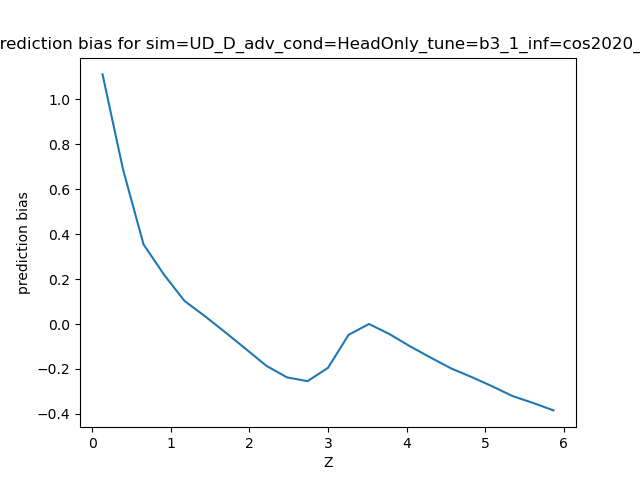 rediction bias for sim=UD_D_adv_cond=HeadOnly_tune=b3_1_inf=cos2020_
1.0
0.8
0.6
0.4
0.2
0.0
−0.2
−0.4
prediction bias
0 1 2 3 4 5 6
Z